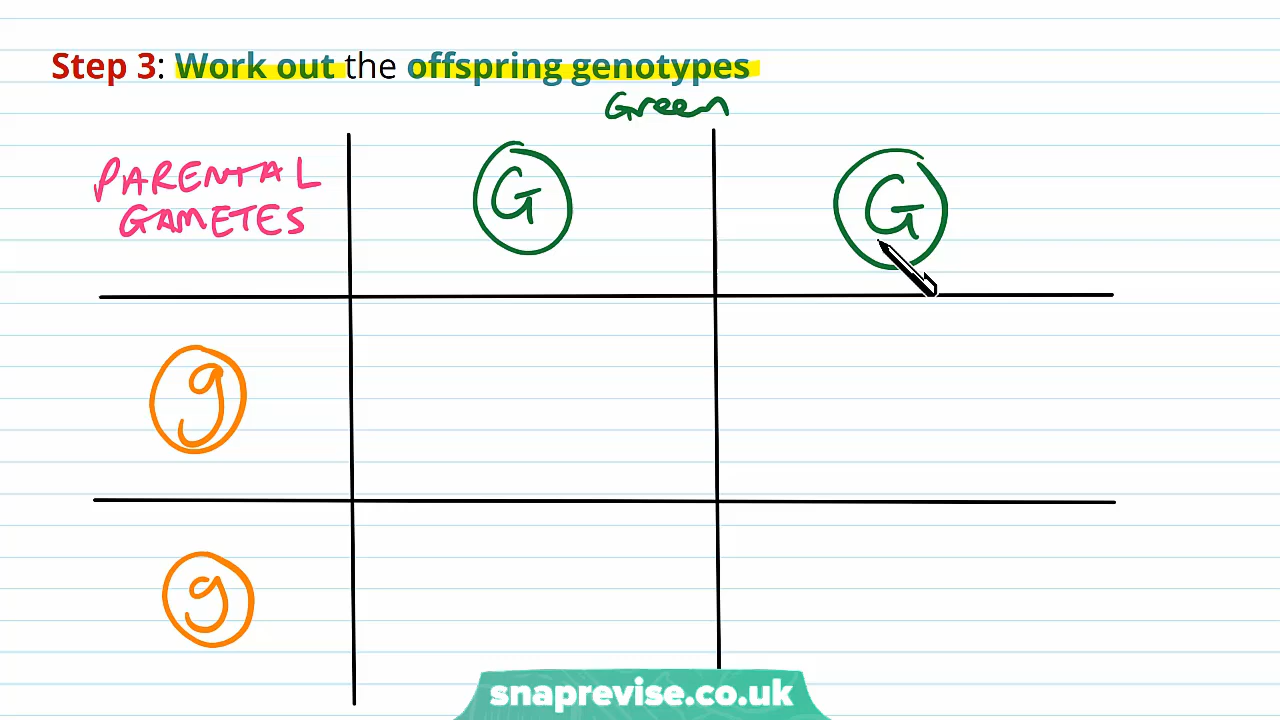 Step 3: Work out the offspring genotypes
Green
PARENTAL
GAMETES
G
G
g
g
snaprevise.co.uk